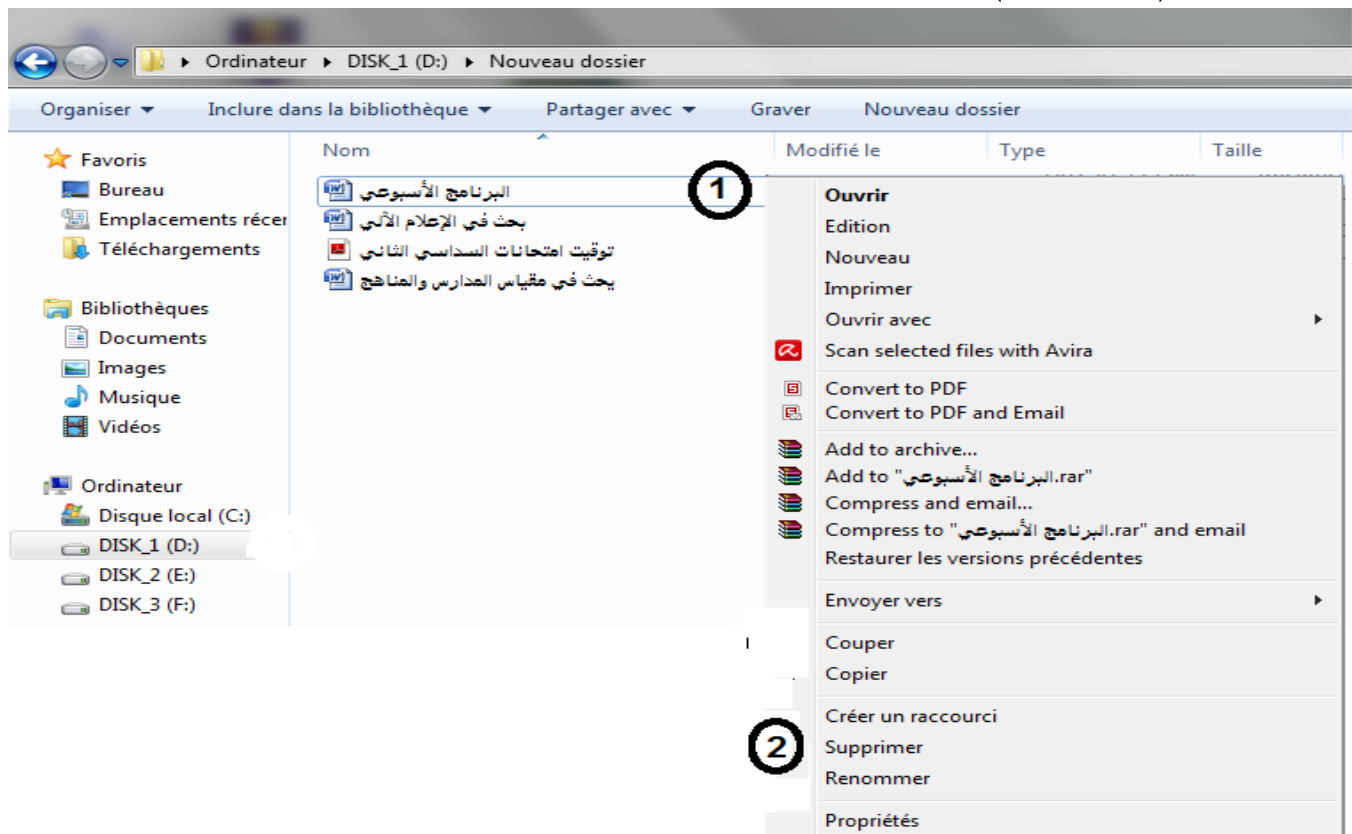 Ordinateur ▸ DISK_1 (D:) ▸ Nouveau dossier
Organiser Inclure dans la bibliothèque Partager avec Graver Nouveau dossier
Favoris
Bureau
Emplacements récer
Téléchargements
Bibliothèques
Documents
Images
Musique
Vidéos
Ordinateur
Disque local (C:)
DISK_1 (D:)
DISK_2 (E:)
DISK_3 (F:)
Nom Modifié le Type Taille
البرنامج الأسبوعي
بحث في الإعلام الآلي
توقيت امتحانات السداسي الثاني
يحث في مقياس المدارس والمناهج
1
Ouvrir
Edition
Nouveau
Imprimer
Ouvrir avec
Scan selected files with Avira
Convert to PDF
Convert to PDF and Email
Add to archive...
Add to "البرنامج الأسبوعي.rar"
Compress and email...
Compress to "البرنامج الأسبوعي.rar" and email
Restaurer les versions précédentes
Envoyer vers
Couper
Copier
Créer un raccourci
2
Supprimer
Renommer
Propriétés